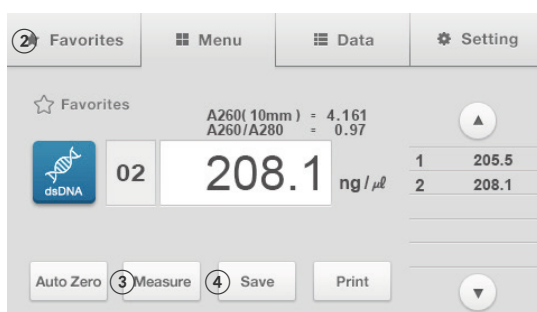 ② Favorites Menu Data Setting
Favorites
A260( 10mm ) = 4.161
A260/A280 = 0.97
dsDNA 02 208.1 ng/㎕
1 205.5
2 208.1
Auto Zero ③ Measure ④ Save Print